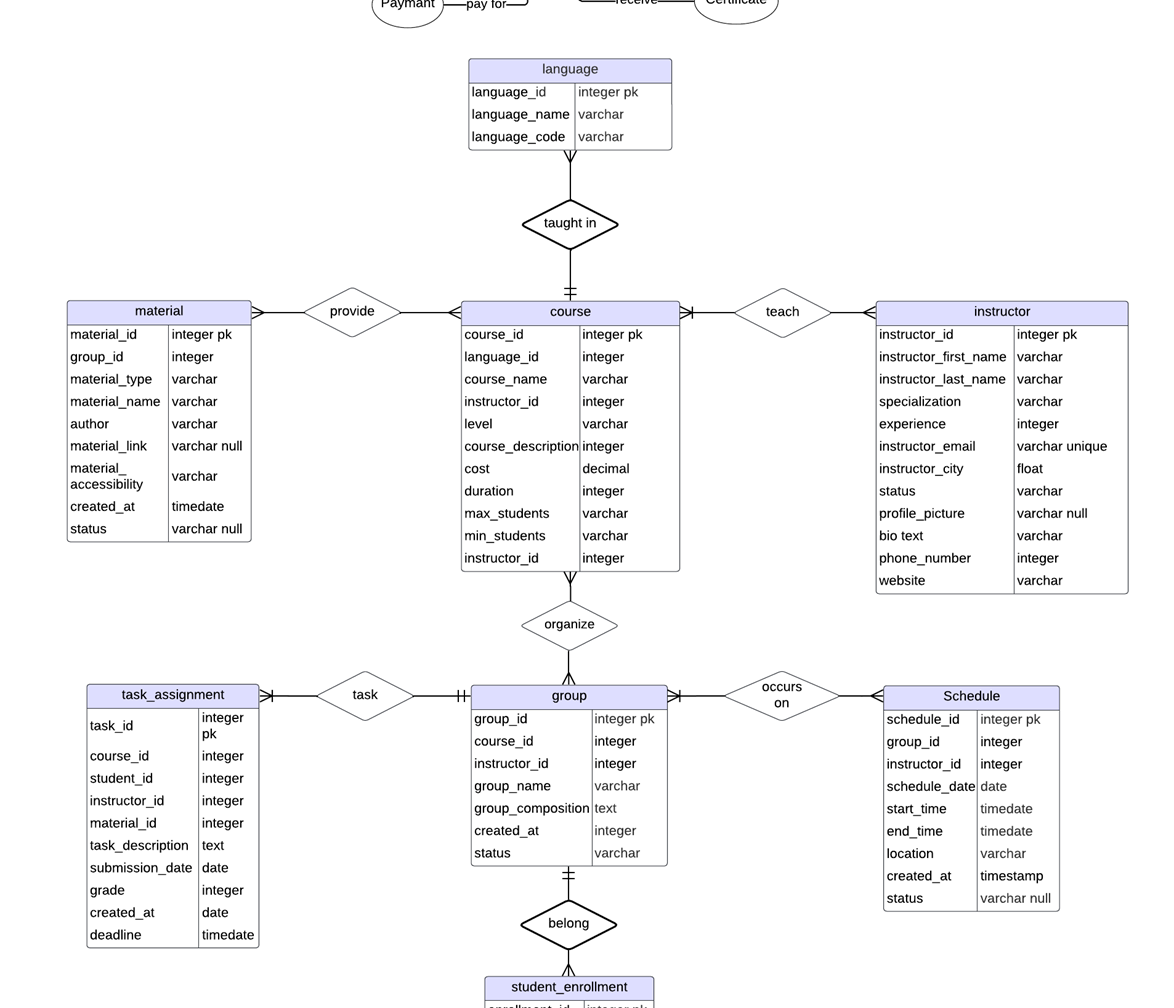 Paymant
pay for
receive
Certificate
language
language_id integer pk
language_name varchar
language_code varchar
taught in
material
material_id integer pk
group_id integer
material_type varchar
material_name varchar
author varchar
material_link varchar null
material_
accessibility varchar
created_at timedate
status varchar null
provide
course
course_id integer pk
language_id integer
course_name varchar
instructor_id integer
level varchar
course_description integer
cost decimal
duration integer
max_students varchar
min_students varchar
instructor_id integer
teach
instructor
instructor_id integer pk
instructor_first_name varchar
instructor_last_name varchar
specialization varchar
experience integer
instructor_email varchar unique
instructor_city float
status varchar
profile_picture varchar null
bio text varchar
phone_number integer
website varchar
organize
task_assignment
task_id integer
pk
course_id integer
student_id integer
instructor_id integer
material_id integer
task_description text
submission_date date
grade integer
created_at date
deadline timedate
task
group
group_id integer pk
course_id integer
instructor_id integer
group_name varchar
group_composition text
created_at integer
status varchar
occurs
on
Schedule
schedule_id integer pk
group_id integer
instructor_id integer
schedule_date date
start_time timedate
end_time timedate
location varchar
created_at timestamp
status varchar null
belong
student_enrollment
enrollment_id integer pk